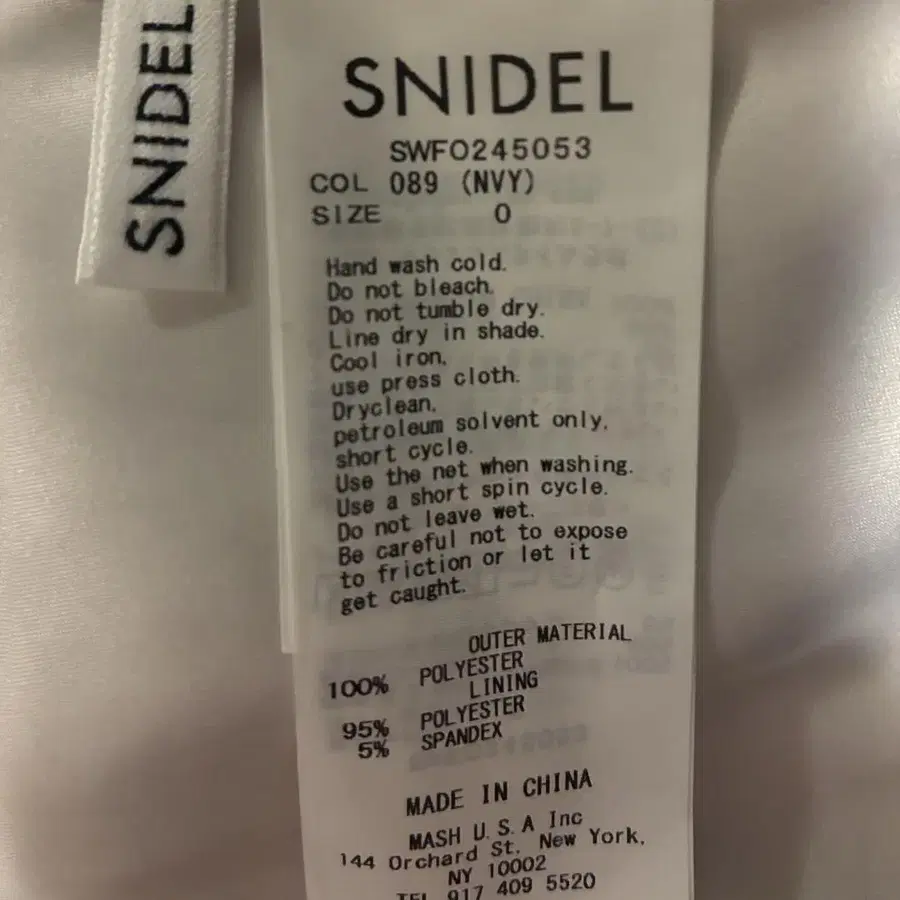 SNIDEL
SNIDEL
SWFO245053
COL 089 (NVY)
SIZE 0
Hand wash cold.
Do not bleach.
Do not tumble dry.
Line dry in shade.
Cool iron.
use press cloth.
Dryclean.
petroleum solvent only,
short cycle.
Use the net when washing.
Use a short spin cycle.
Do not leave wet.
Be careful not to expose
to friction or let it
get caught.
OUTER MATERIAL
100% POLYESTER
LINING
95% POLYESTER
5% SPANDEX
MADE IN CHINA
MASH U.S.A Inc
144 Orchard St. New York,
NY 10002
TEL 917 409 5520